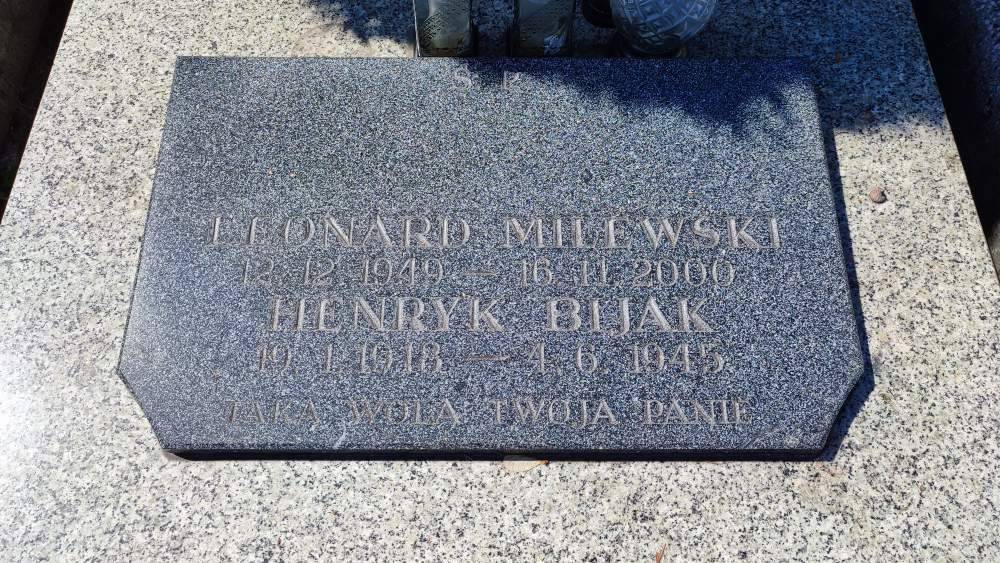 Ś P
LEONARD MILEWSKI
12. 12. 1949 — 16. 11. 2000
HENRYK BIJAK
19. 1. 1918 — 4. 6. 1945
TAKA WOLA TWOJA PANIE